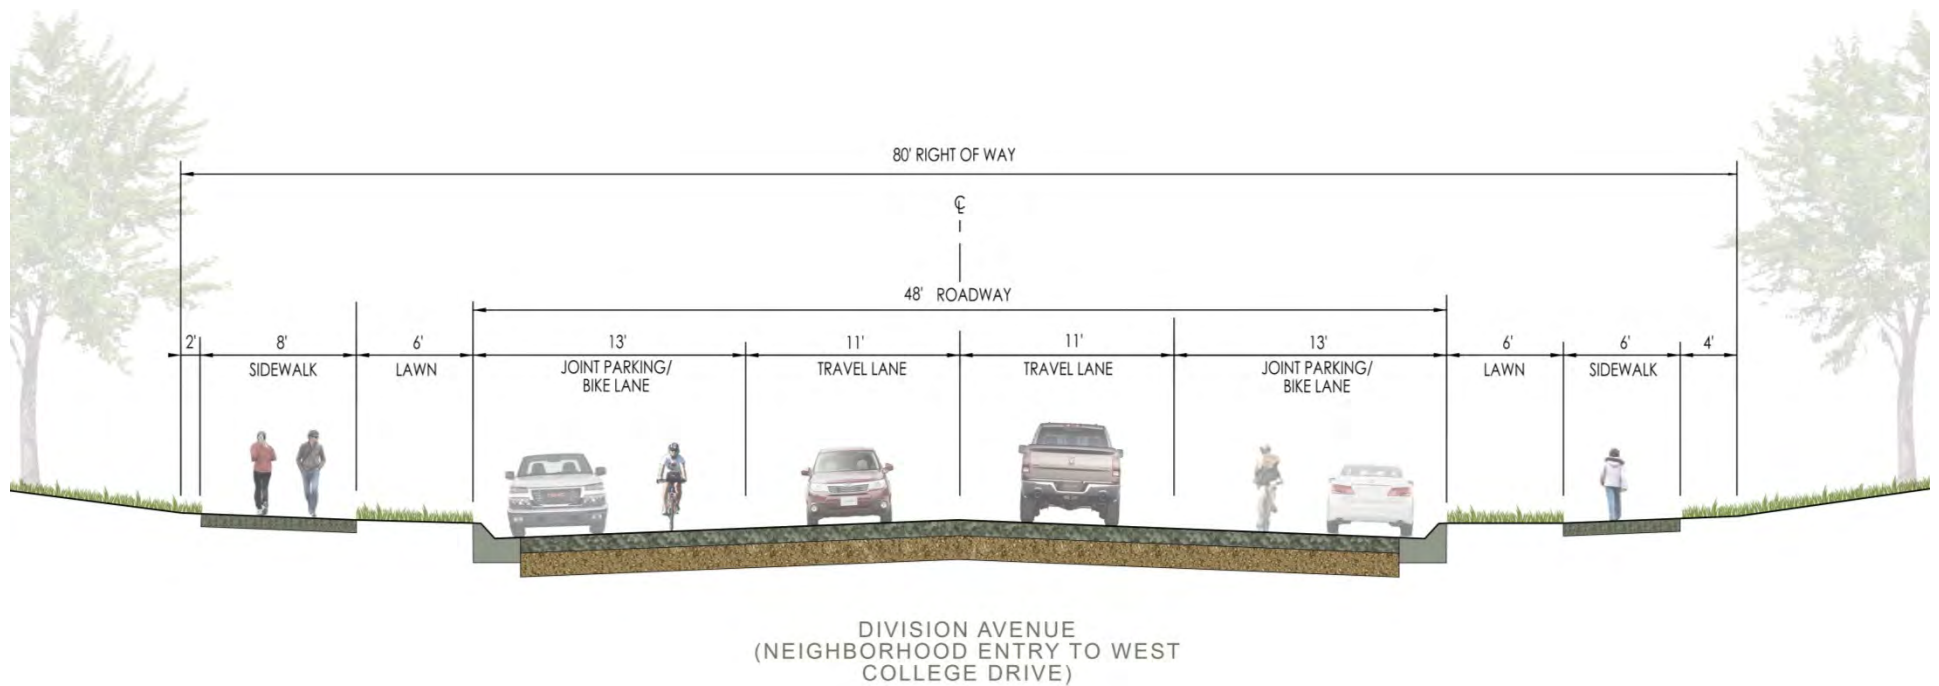 80' RIGHT OF WAY
℄
48' ROADWAY
2' 8' 6' 13' 11' 11' 13' 6' 6' 4'
SIDEWALK LAWN JOINT PARKING/ TRAVEL LANE TRAVEL LANE JOINT PARKING/ LAWN SIDEWALK
BIKE LANE BIKE LANE
DIVISION AVENUE
(NEIGHBORHOOD ENTRY TO WEST
COLLEGE DRIVE)